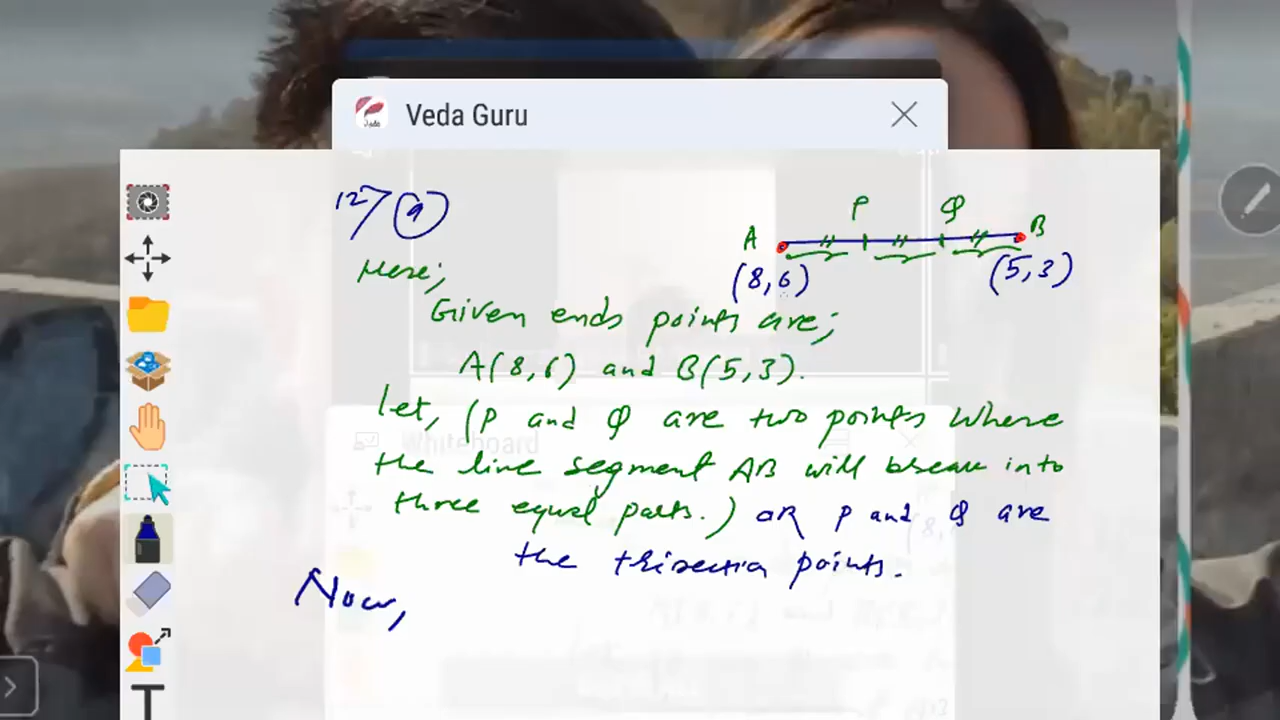 Veda Guru
12/ (9)
P Q
A B
(8,6) (5,3)
Here;
Given ends points are;
A(8,6) and B(5,3).
let, (P and Q are two points where
the line segment AB will break into
three equal parts.) OR P and Q are
the trisection points.
Now,
Whiteboard
T